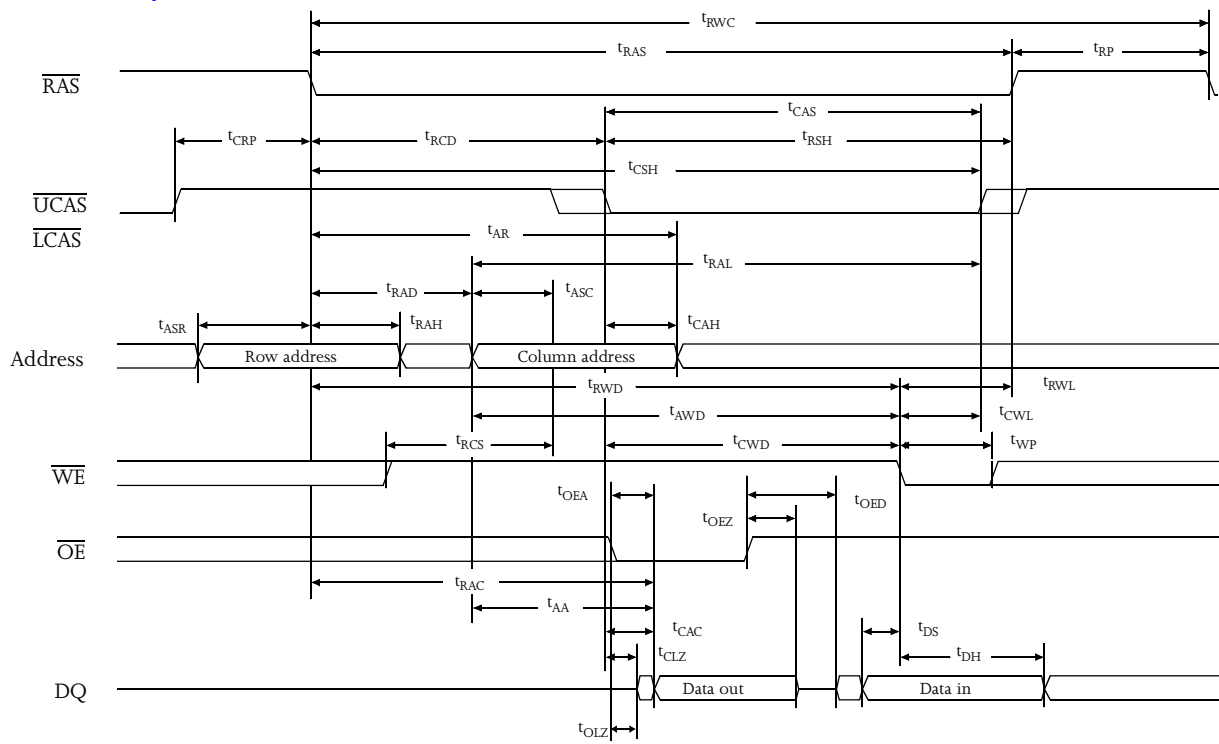 tRWC
tRAS
tRP
RAS
tCAS
tCRP
tRCD
tRSH
tCSH
UCAS
LCAS
tAR
tRAL
tRAD
tASC
tASR
tRAH
tCAH
Address
Row address
Column address
tRWD
tRWL
tAWD
tCWL
tRCS
tCWD
tWP
WE
tOEA
tOED
tOEZ
OE
tRAC
tAA
tCAC
tDS
tCLZ
tDH
DQ
Data out
Data in
tOLZ